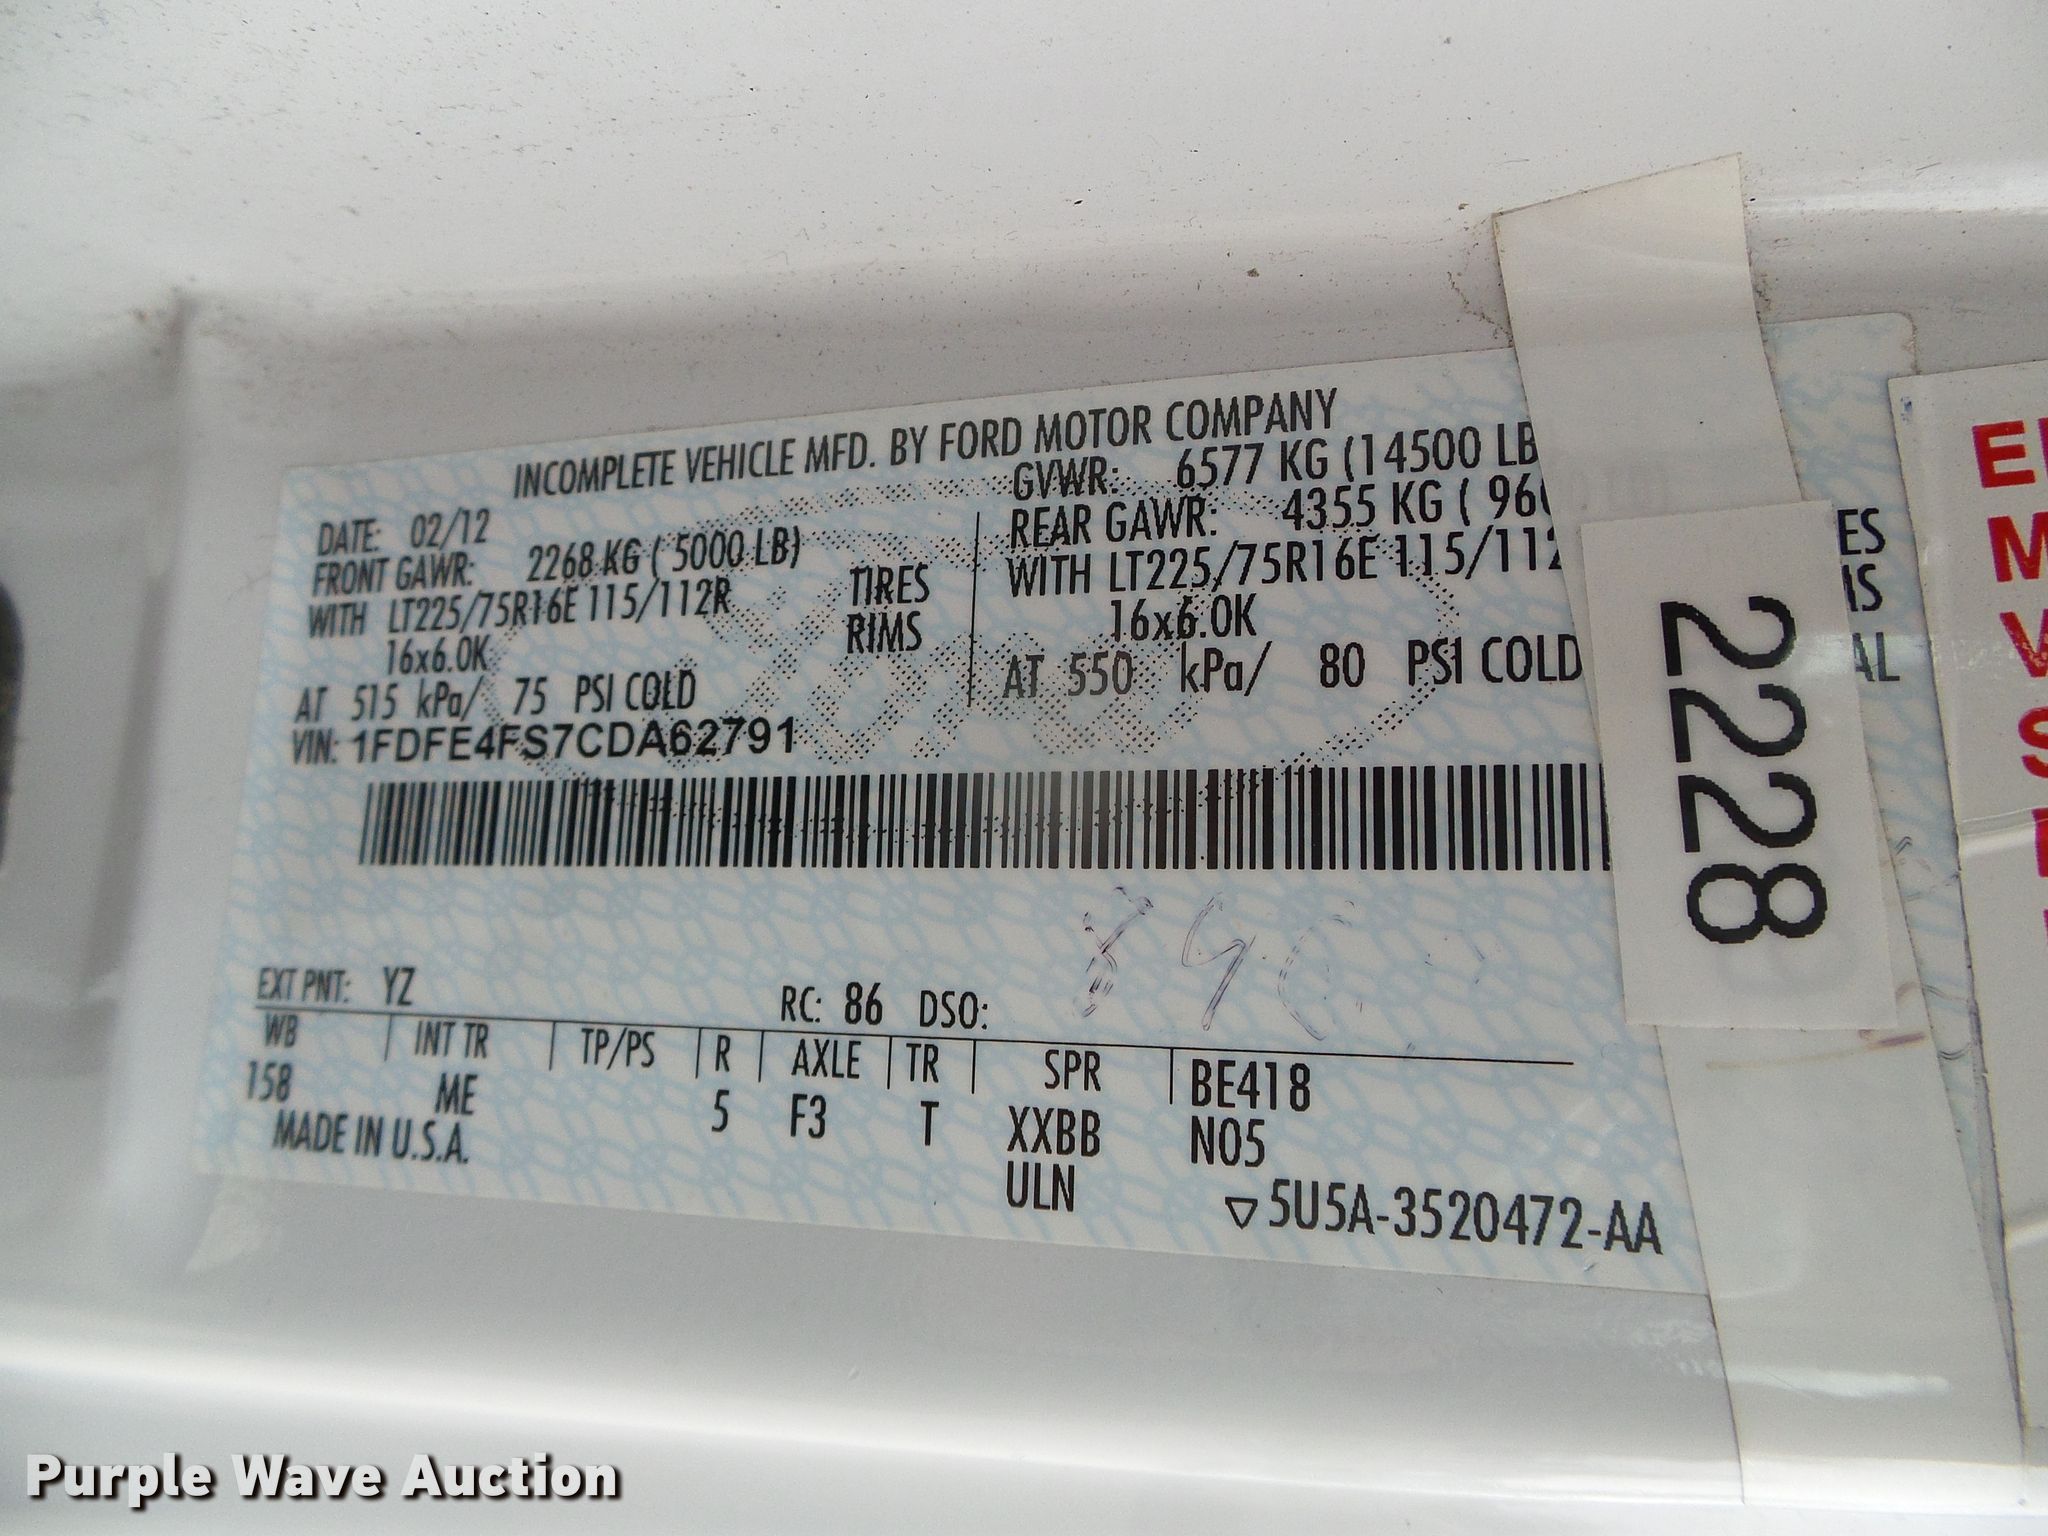 INCOMPLETE VEHICLE MFD. BY FORD MOTOR COMPANY
DATE: 02/12
GVWR: 6577 KG (14500 LB
FRONT GAWR: 2268 KG ( 5000 LB)
REAR GAWR: 4355 KG ( 960
WITH LT225/75R16E 115/112R
TIRES
WITH LT225/75R16E 115/112
16x6.0K
RIMS
16x6.0K
AT 515 kPa/ 75 PSI COLD
AT 550 kPa/ 80 PSI COLD
VIN: 1FDFE4FS7CDA62791
EXT PNT: YZ
RC: 86 DSO:
WB INT TR TP/PS R AXLE TR SPR BE418
158 ME 5 F3 T XXBB N05
MADE IN U.S.A.
ULN
▽5U5A-3520472-AA
2228
Purple Wave Auction